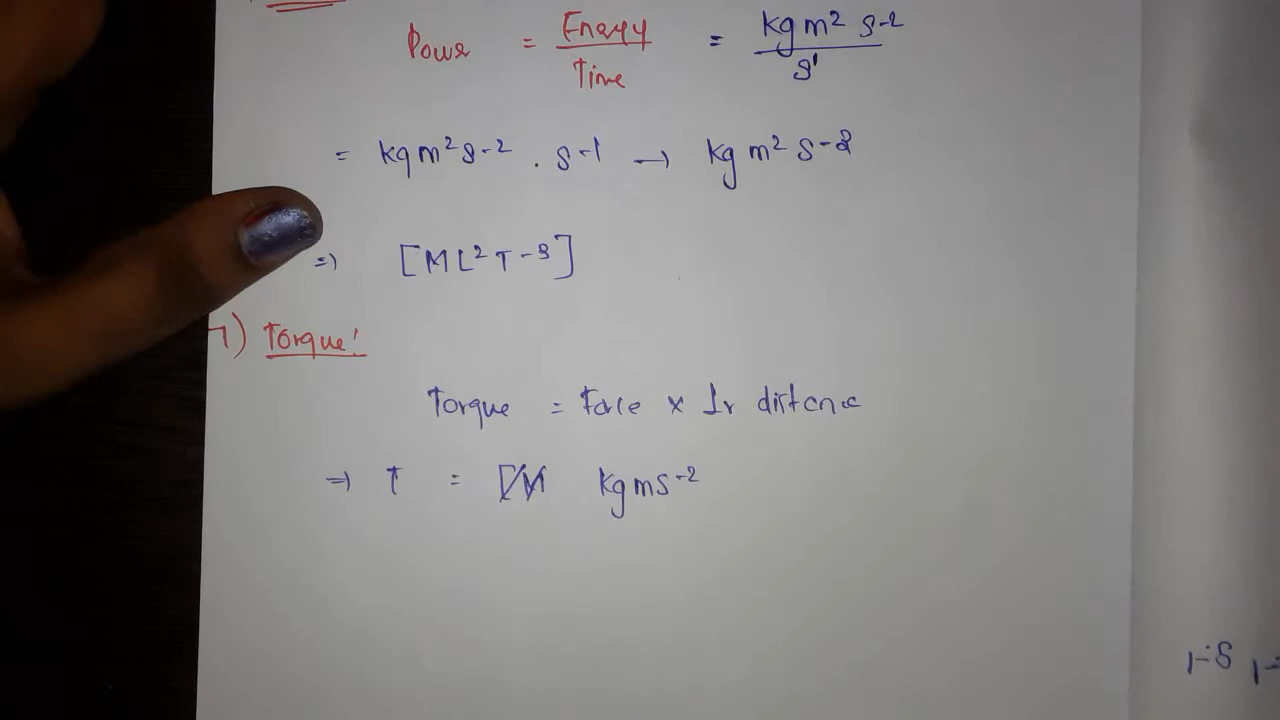 Power = Energy / Time = kg m² s-2 / s¹
= kg m² s-2 . s-1 → kg m² s-3
⇒ [M L² T-3]
7) Torque:
Torque = Force × ⊥r distance
⇒ T = kg m s-2